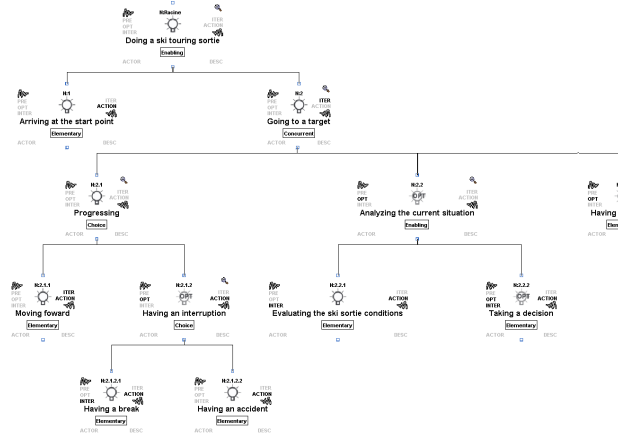 N:Racine
PRE ITER
OPT ACTION
INTER
Doing a ski touring sortie
Enabling
ACTOR DESC
N:1 N:2
PRE ITER PRE ITER
OPT ACTION OPT ACTION
INTER INTER
Arriving at the start point Going to a target
Elementary Concurrent
ACTOR DESC ACTOR DESC
N:2.1 N:2.2
PRE ITER PRE ITER PRE
OPT ACTION OPT OPT ACTION OPT
INTER INTER INTER
Progressing Analyzing the current situation Having
Choice Enabling
ACTOR DESC ACTOR DESC ACTOR
N:2.1.1 N:2.1.2 N:2.2.1 N:2.2.2
PRE ITER PRE ITER PRE ITER PRE ITER
OPT ACTION OPT OPT ACTION OPT ACTION OPT OPT ACTION
INTER INTER INTER INTER
Moving foward Having an interruption Evaluating the ski sortie conditions Taking a decision
Elementary Choice Elementary Elementary
ACTOR DESC ACTOR DESC ACTOR DESC ACTOR DESC
N:2.1.2.1 N:2.1.2.2
PRE ITER PRE ITER
OPT ACTION OPT ACTION
INTER INTER
Having a break Having an accident
Elementary Elementary
ACTOR DESC ACTOR DESC